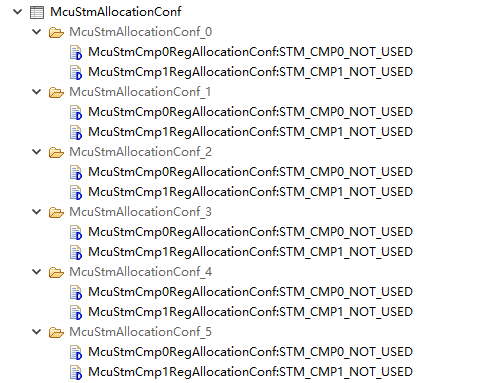 McuStmAllocationConf
McuStmAllocationConf_0
McuStmCmp0RegAllocationConf:STM_CMP0_NOT_USED
McuStmCmp1RegAllocationConf:STM_CMP1_NOT_USED
McuStmAllocationConf_1
McuStmCmp0RegAllocationConf:STM_CMP0_NOT_USED
McuStmCmp1RegAllocationConf:STM_CMP1_NOT_USED
McuStmAllocationConf_2
McuStmCmp0RegAllocationConf:STM_CMP0_NOT_USED
McuStmCmp1RegAllocationConf:STM_CMP1_NOT_USED
McuStmAllocationConf_3
McuStmCmp0RegAllocationConf:STM_CMP0_NOT_USED
McuStmCmp1RegAllocationConf:STM_CMP1_NOT_USED
McuStmAllocationConf_4
McuStmCmp0RegAllocationConf:STM_CMP0_NOT_USED
McuStmCmp1RegAllocationConf:STM_CMP1_NOT_USED
McuStmAllocationConf_5
McuStmCmp0RegAllocationConf:STM_CMP0_NOT_USED
McuStmCmp1RegAllocationConf:STM_CMP1_NOT_USED